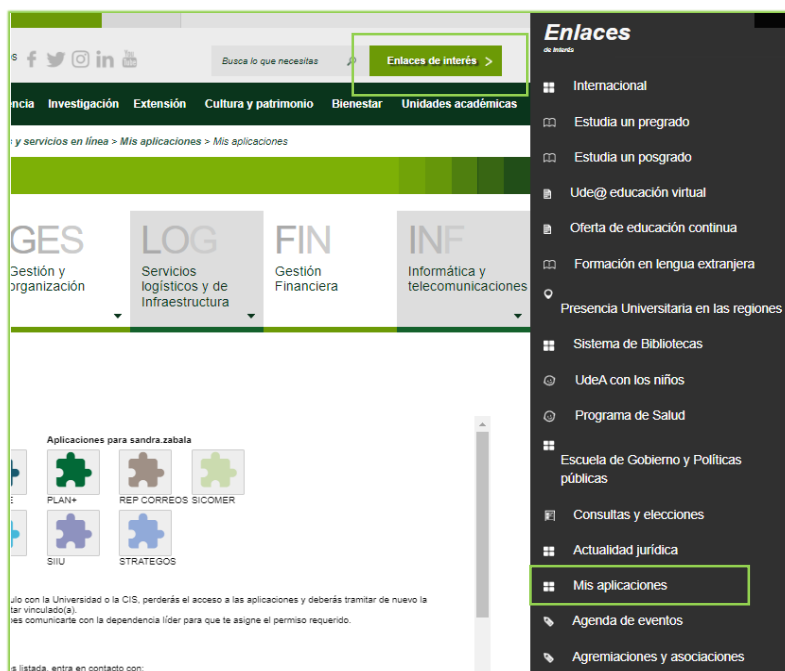 Busca lo que necesitas
Enlaces de interés >
Investigación Extensión Cultura y patrimonio Bienestar Unidades académicas
y servicios en línea > Mis aplicaciones > Mis aplicaciones
GES
Gestión y
organización
LOG
Servicios
logísticos y de
Infraestructura
FIN
Gestión
Financiera
INF
Informática y
telecomunicaciones
Aplicaciones para sandra.zabala
PLAN+
REP CORREOS
SICOMER
SIIU
STRATEGOS
con la Universidad o la CIS, perderás el acceso a las aplicaciones y deberás tramitar de nuevo la
vinculado(a).
comunicarte con la dependencia líder para que te asigne el permiso requerido.
listada, entra en contacto con:
Enlaces
de Interés
Internacional
Estudia un pregrado
Estudia un posgrado
Ude@ educación virtual
Oferta de educación continua
Formación en lengua extranjera
Presencia Universitaria en las regiones
Sistema de Bibliotecas
UdeA con los niños
Programa de Salud
Escuela de Gobierno y Políticas
públicas
Consultas y elecciones
Actualidad jurídica
Mis aplicaciones
Agenda de eventos
Agremiaciones y asociaciones